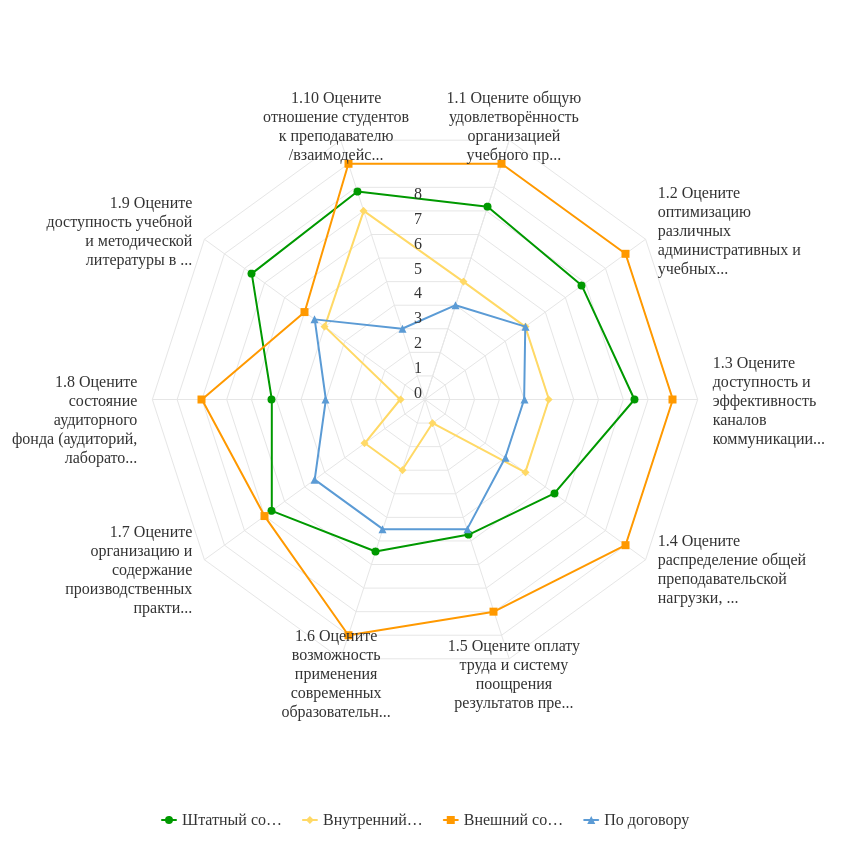 1.10 Оцените
отношение студентов
к преподавателю
/взаимодейс...
1.1 Оцените общую
удовлетворённость
организацией
учебного пр...
1.9 Оцените
доступность учебной
и методической
литературы в ...
1.2 Оцените
оптимизацию
различных
административных и
учебных...
8
7
6
5
4
3
2
1
0
1.8 Оцените
состояние
аудиторного
фонда (аудиторий,
лаборато...
1.3 Оцените
доступность и
эффективность
каналов
коммуникации...
1.7 Оцените
организацию и
содержание
производственных
практи...
1.4 Оцените
распределение общей
преподавательской
нагрузки, ...
1.6 Оцените
возможность
применения
современных
образовательн...
1.5 Оцените оплату
труда и систему
поощрения
результатов пре...
Штатный со… Внутренний… Внешний со… По договору